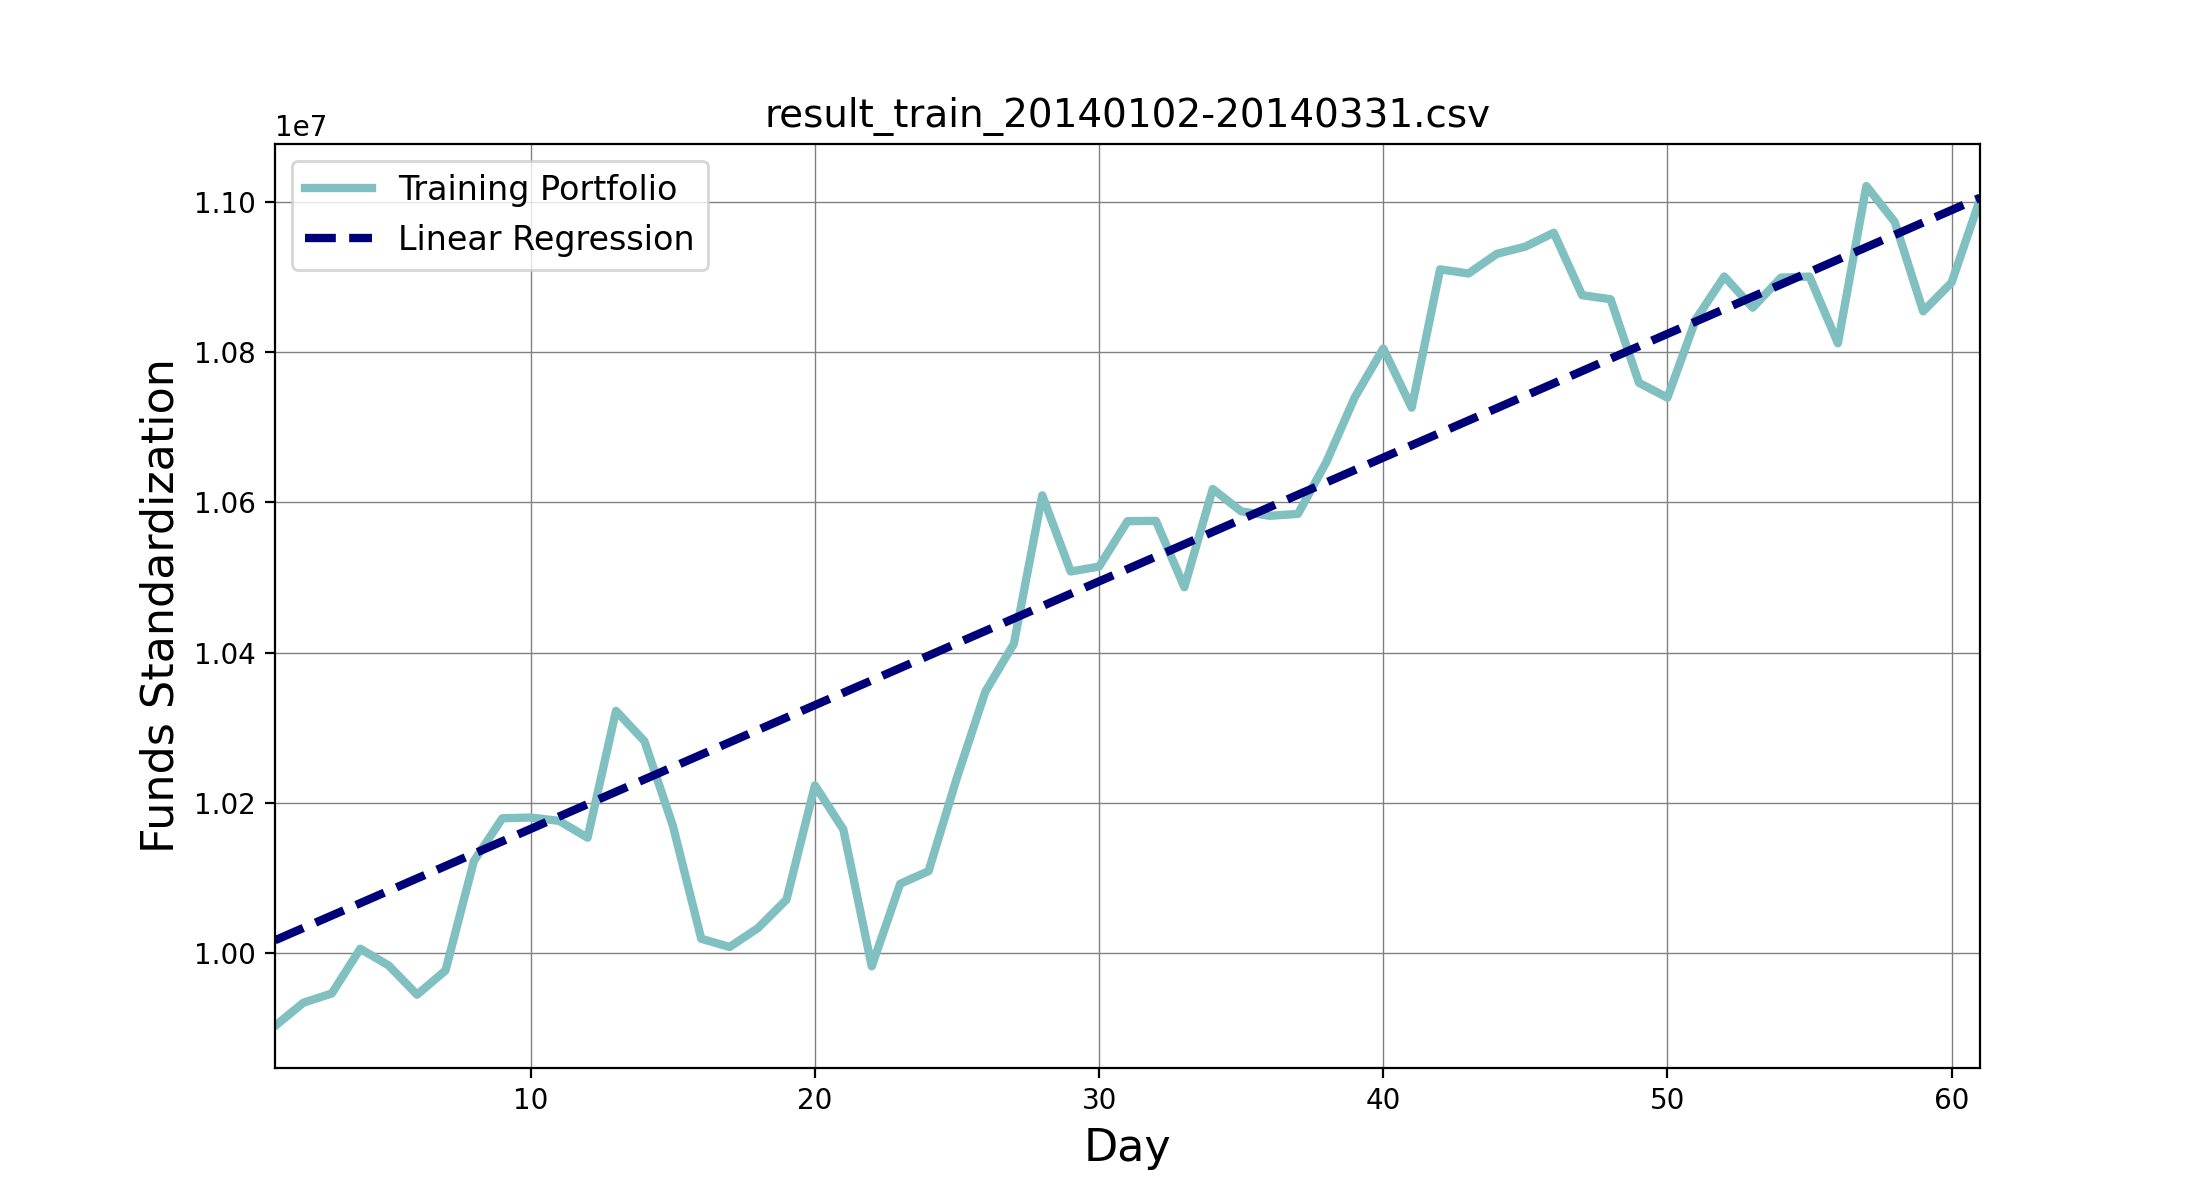 result_train_20140102-20140331.csv
1e7
Training Portfolio
Linear Regression
1.10
1.08
1.06
1.04
1.02
1.00
Funds Standardization
10 20 30 40 50 60
Day